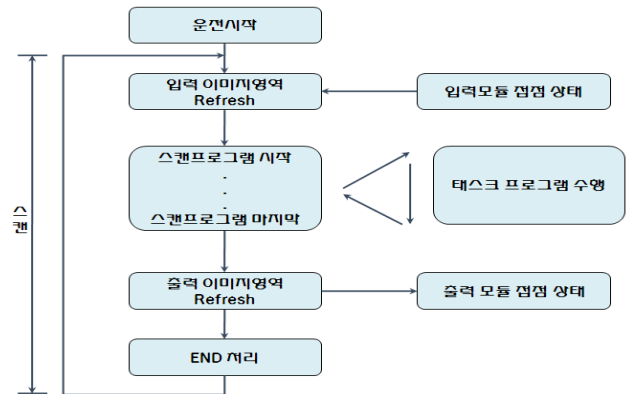 운전시작
입력 이미지영역
Refresh
입력모듈 접점 상태
스캔프로그램 시작
.
.
.
스캔프로그램 마지막
태스크 프로그램 수행
스캔
출력 이미지영역
Refresh
출력 모듈 접점 상태
END 처리